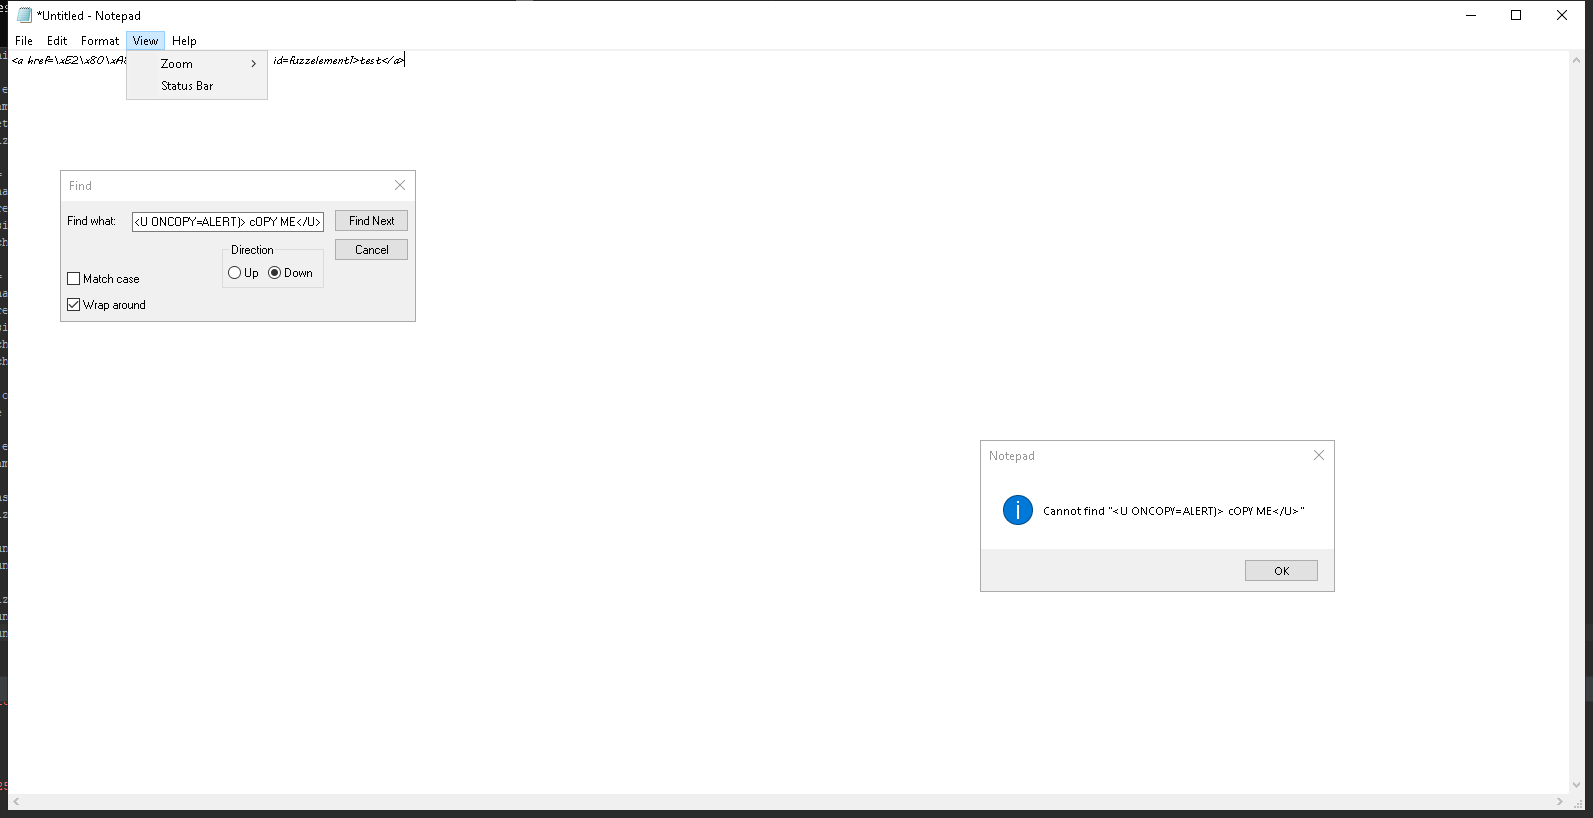 *Untitled - Notepad
File Edit Format View Help
<a href=\xE2\x80\xA
id=fuzzelement1>test</a>
Zoom
Status Bar
Find
Find what: <U ONCOPY=ALERT)> cOPY ME</U> Find Next
Direction Cancel
Up Down
Match case
Wrap around
Notepad
Cannot find "<U ONCOPY=ALERT)> cOPY ME</U>"
OK